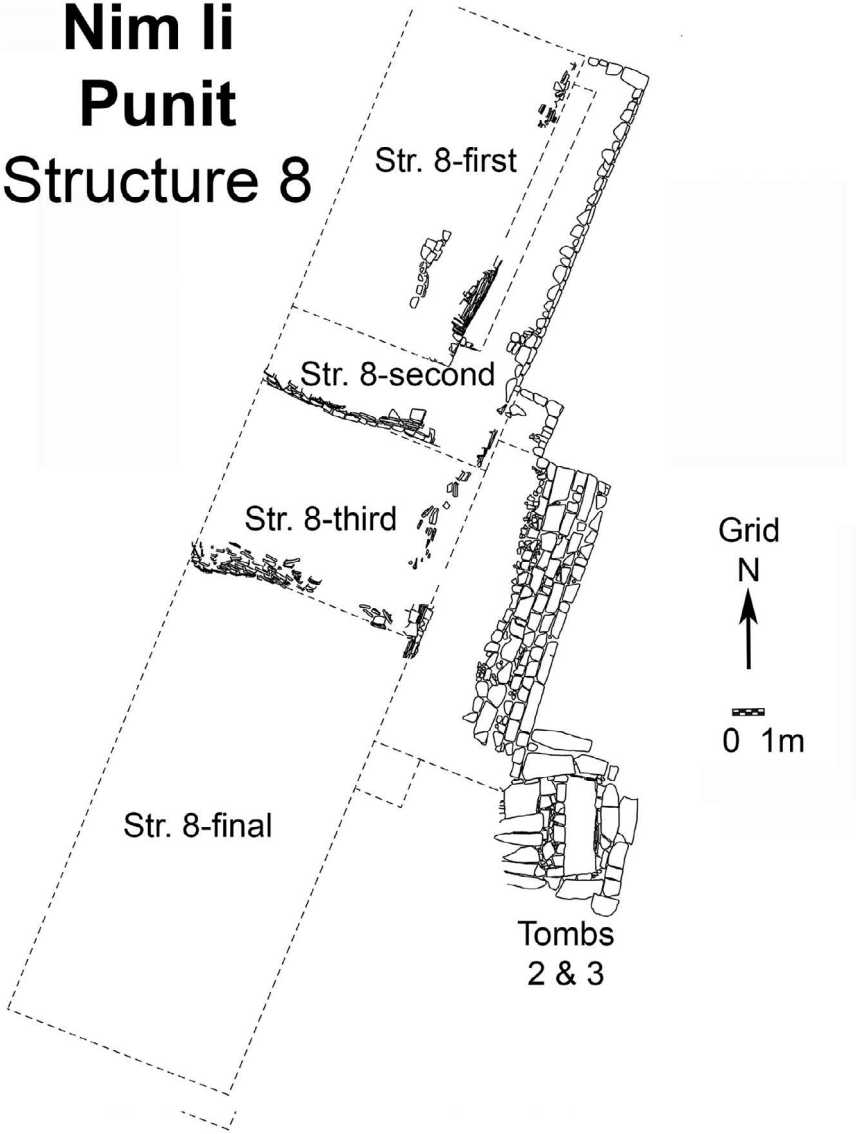 Nim li
Punit
Structure 8
Str. 8-first
Str. 8-second
Str. 8-third
Grid
N
0 1m
Str. 8-final
Tombs
2 & 3